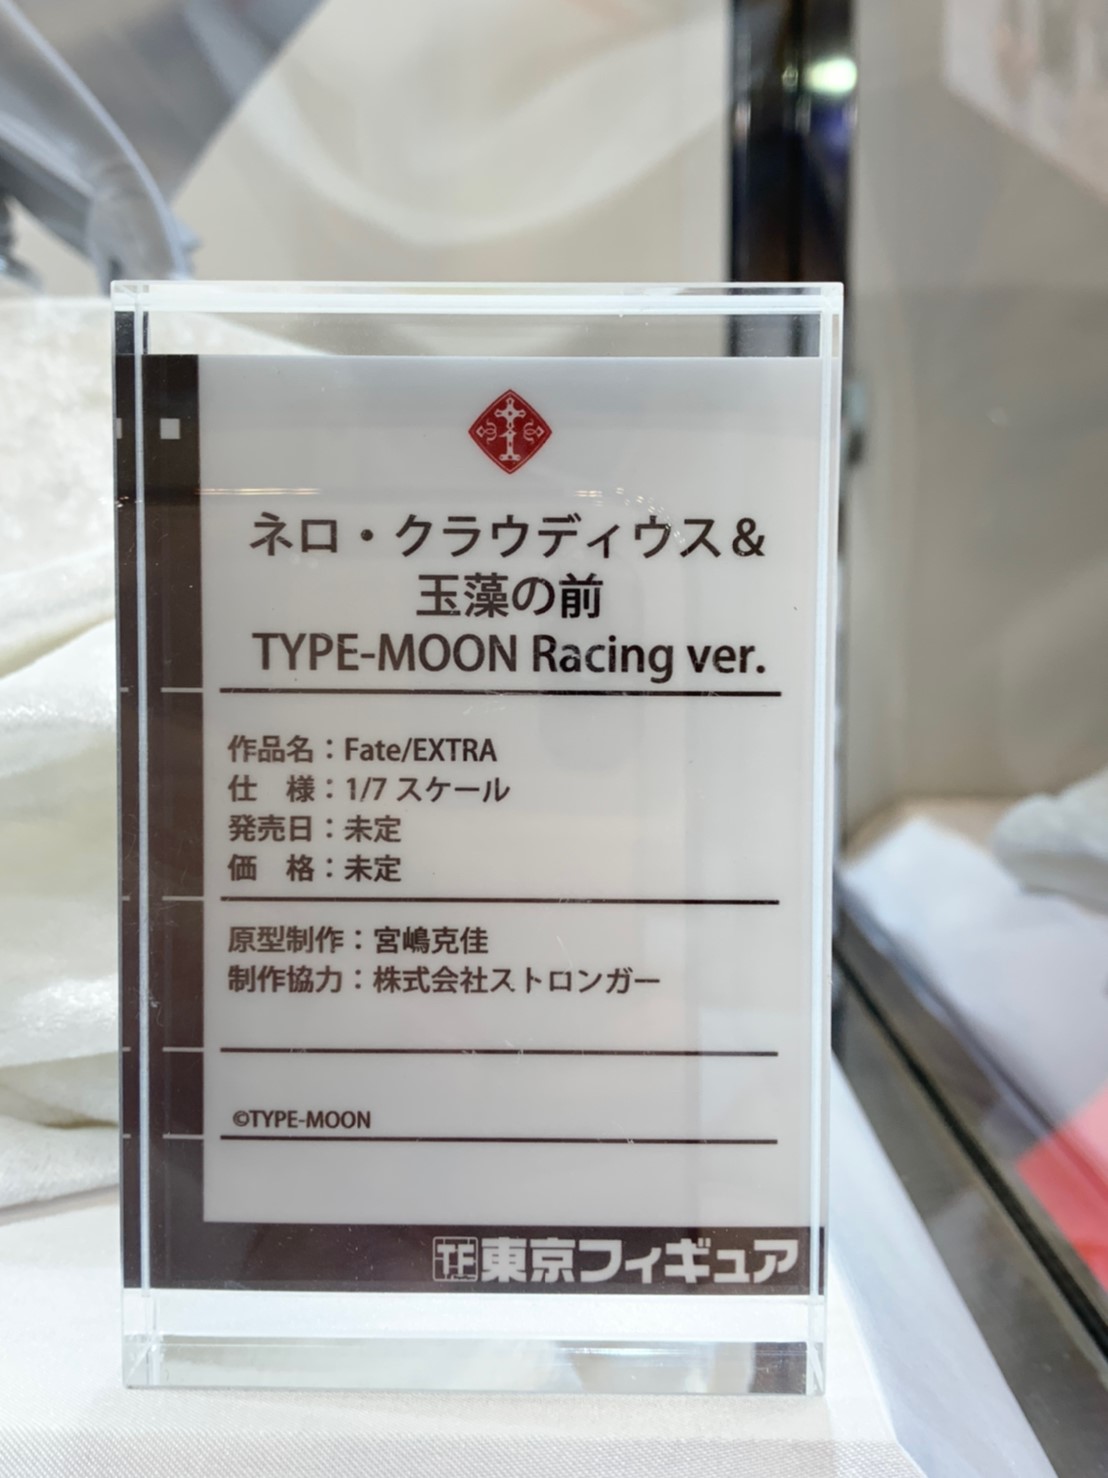 ネロ・クラウディウス＆
玉藻の前
TYPE-MOON Racing ver.
作品名：Fate/EXTRA
仕　様：1/7 スケール
発売日：未定
価　格：未定
原型制作：宮嶋克佳
制作協力：株式会社ストロンガー
©TYPE-MOON
TF東京フィギュア